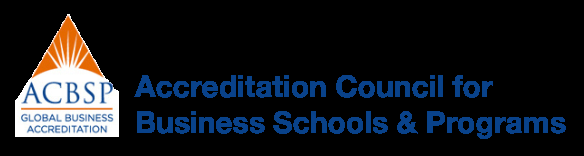 ACBSP
GLOBAL BUSINESS
ACCREDITATION
Accreditation Council for
Business Schools & Programs